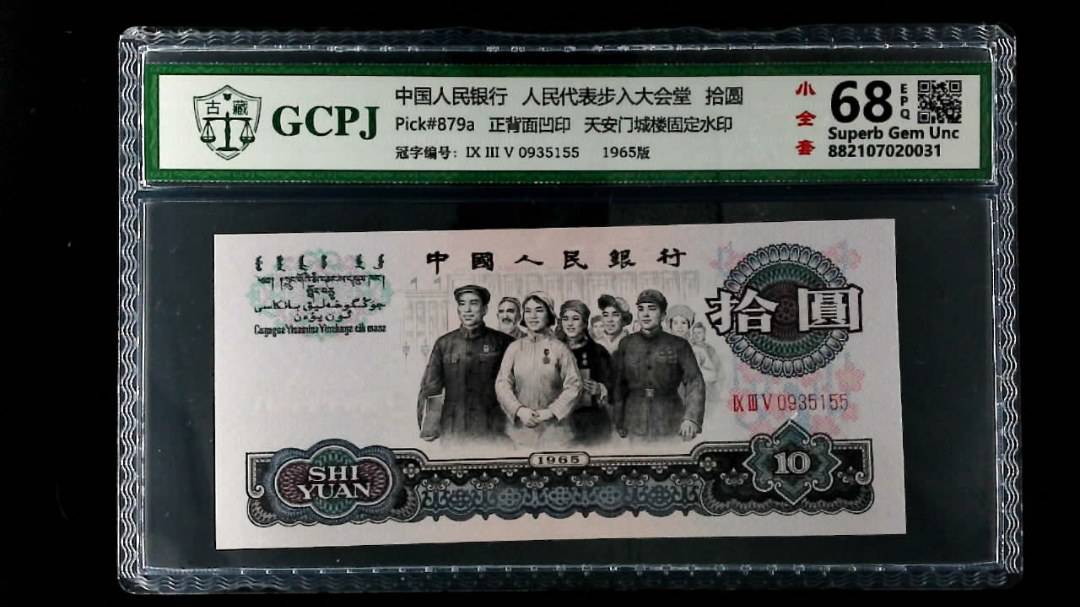 古 藏
GCPJ
中国人民银行 人民代表步入大会堂 拾圆
Pick#879a 正背面凹印 天安门城楼固定水印
冠字编号：IX III V 0935155 1965版
小全套
68
EPQ
Superb Gem Unc
882107020031
中國人民銀行
拾圓
IX III V 0935155
1965
SHI
YUAN
10